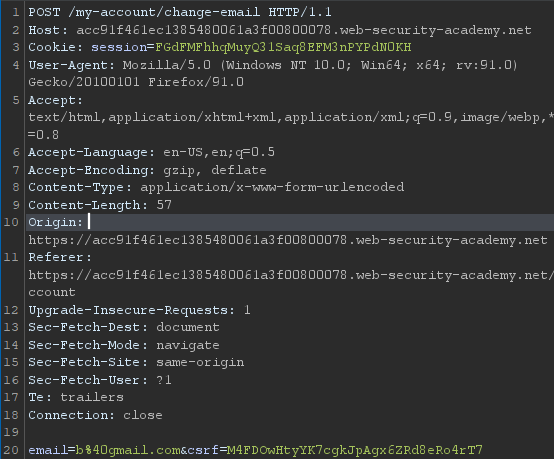 1 POST /my-account/change-email HTTP/1.1
2 Host: acc91f461ec1385480061a3f00800078.web-security-academy.net
3 Cookie: session=FGdFMFhhqMuyQ3lSaq8EFM3nPYPdN0KH
4 User-Agent: Mozilla/5.0 (Windows NT 10.0; Win64; x64; rv:91.0)
Gecko/20100101 Firefox/91.0
5 Accept:
text/html,application/xhtml+xml,application/xml;q=0.9,image/webp,*
=0.8
6 Accept-Language: en-US,en;q=0.5
7 Accept-Encoding: gzip, deflate
8 Content-Type: application/x-www-form-urlencoded
9 Content-Length: 57
10 Origin:
https://acc91f461ec1385480061a3f00800078.web-security-academy.net
11 Referer:
https://acc91f461ec1385480061a3f00800078.web-security-academy.net/
ccount
12 Upgrade-Insecure-Requests: 1
13 Sec-Fetch-Dest: document
14 Sec-Fetch-Mode: navigate
15 Sec-Fetch-Site: same-origin
16 Sec-Fetch-User: ?1
17 Te: trailers
18 Connection: close
19
20 email=b%40gmail.com&csrf=M4FDOwHtyYK7cgkJpAgx6ZRd8eRo4rT7